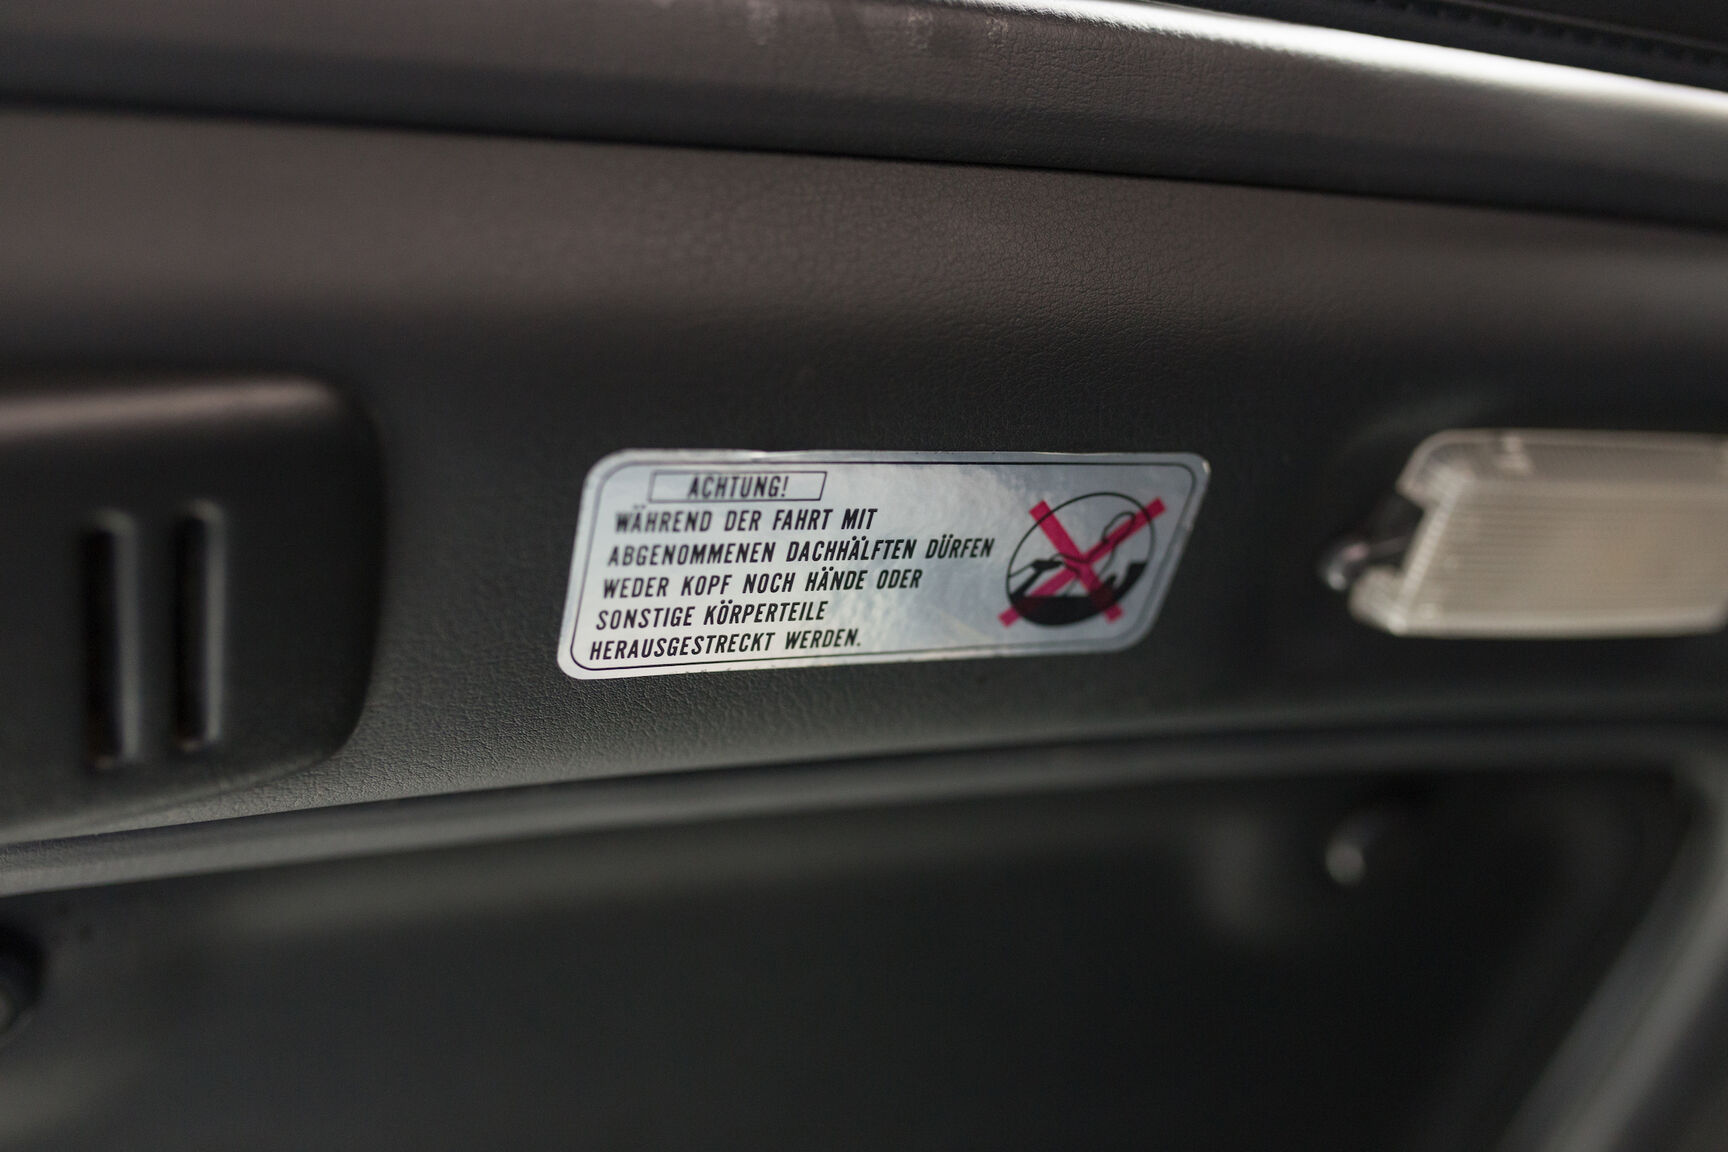 ACHTUNG!
WÄHREND DER FAHRT MIT
ABGENOMMENEN DACHHÄLFTEN DÜRFEN
WEDER KOPF NOCH HÄNDE ODER
SONSTIGE KÖRPERTEILE
HERAUSGESTRECKT WERDEN.